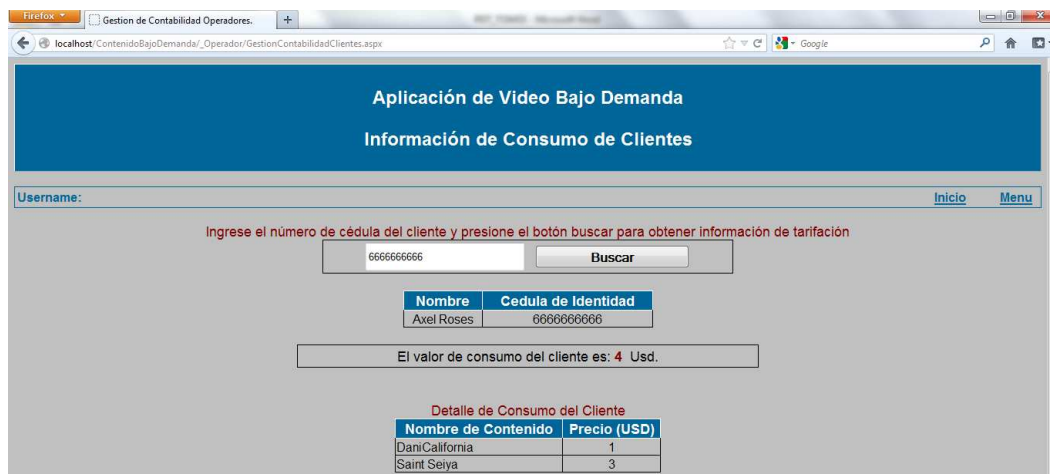 Firefox
Gestion de Contabilidad Operadores.
+
localhost/ContenidoBajoDemanda/_Operador/GestionContabilidadClientes.aspx
Google
Aplicación de Video Bajo Demanda
Información de Consumo de Clientes
Username:
Inicio
Menu
Ingrese el número de cédula del cliente y presione el botón buscar para obtener información de tarifación
6666666666
Buscar
Nombre Cedula de Identidad
Axel Roses 6666666666
El valor de consumo del cliente es: 4 Usd.
Detalle de Consumo del Cliente
Nombre de Contenido Precio (USD)
DaniCalifornia 1
Saint Seiya 3